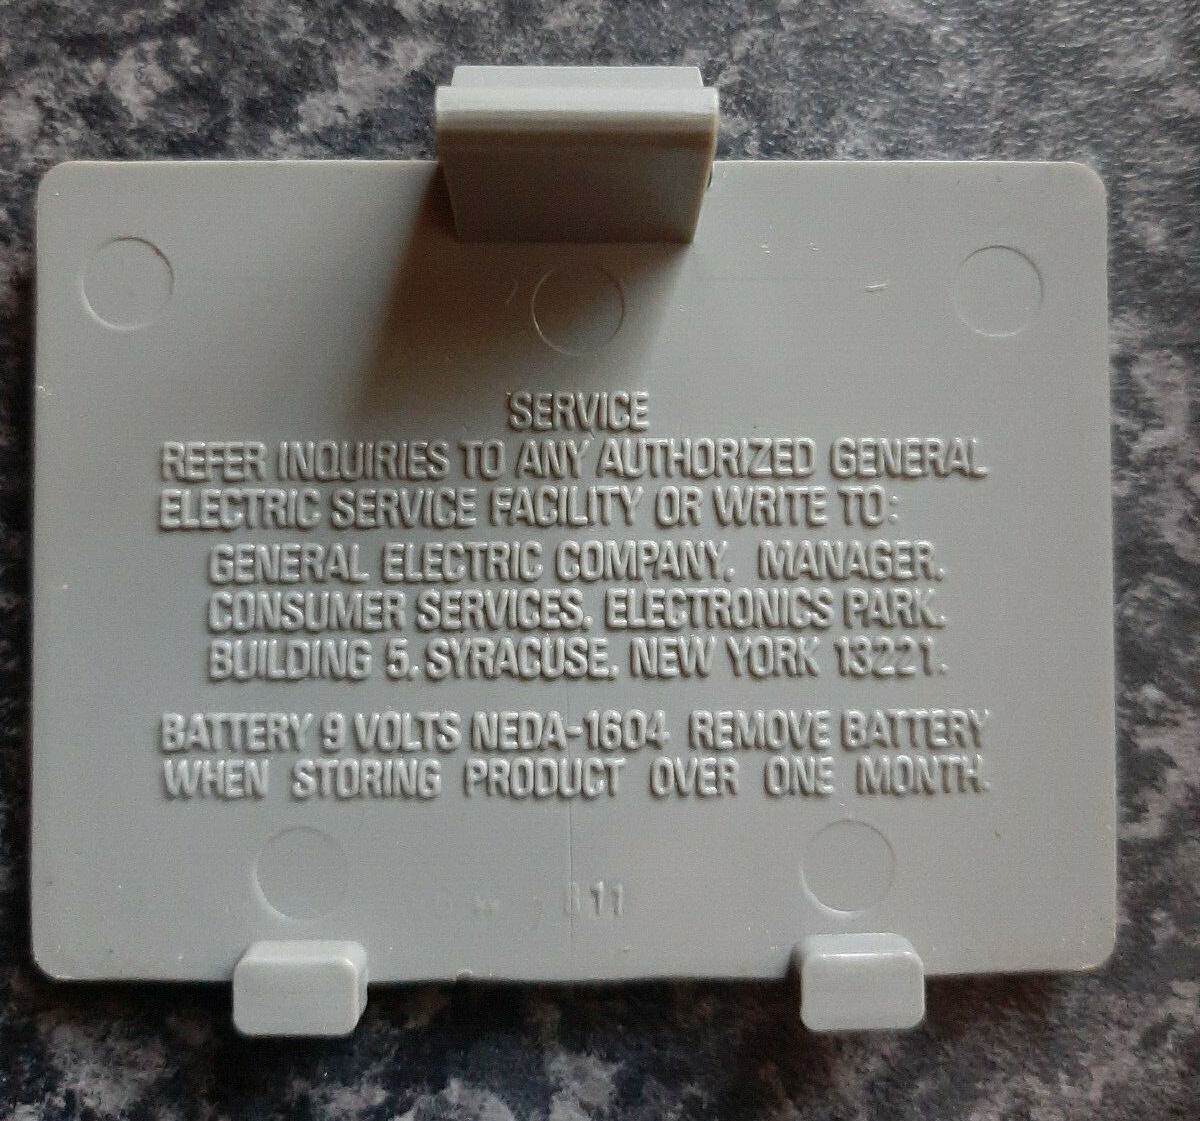 SERVICE
REFER INQUIRIES TO ANY AUTHORIZED GENERAL
ELECTRIC SERVICE FACILITY OR WRITE TO:
GENERAL ELECTRIC COMPANY, MANAGER,
CONSUMER SERVICES, ELECTRONICS PARK,
BUILDING 5, SYRACUSE, NEW YORK 13221.
BATTERY 9 VOLTS NEDA-1604 REMOVE BATTERY
WHEN STORING PRODUCT OVER ONE MONTH.